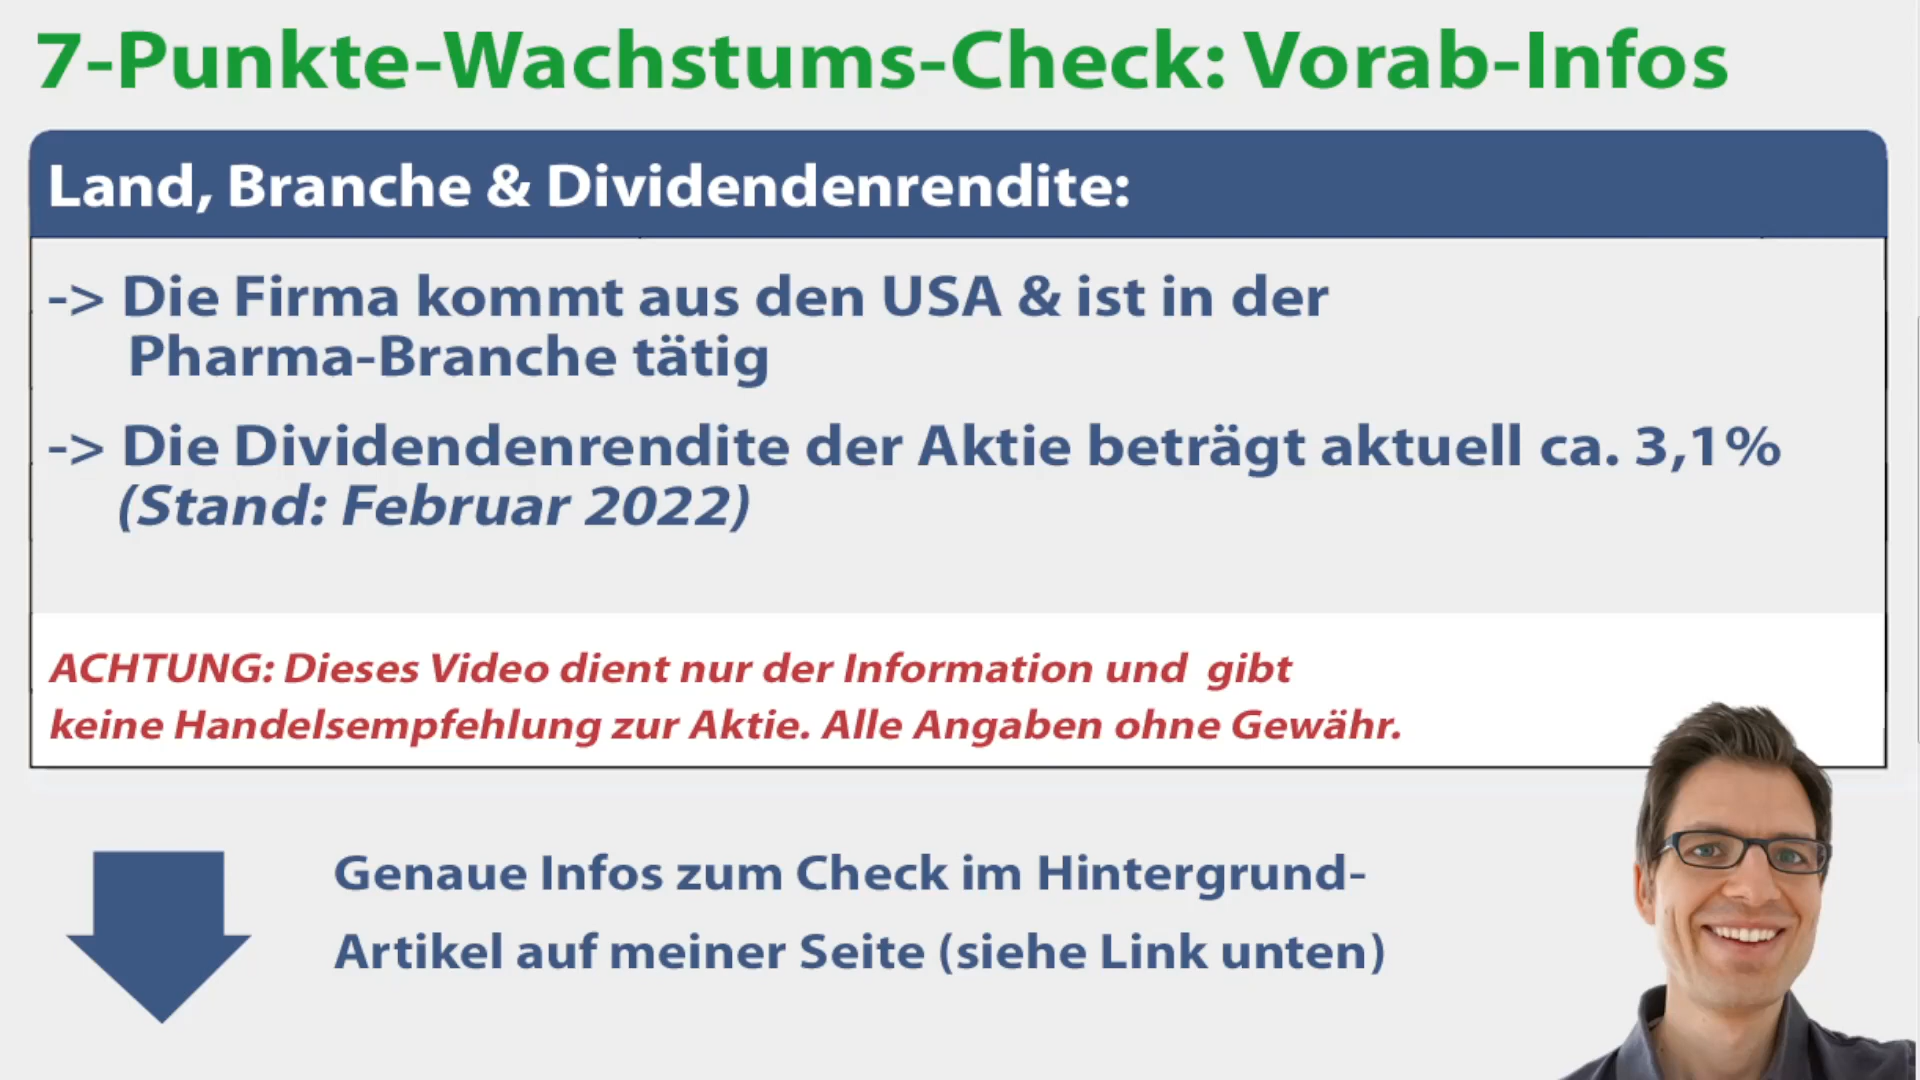 7-Punkte-Wachstums-Check: Vorab-Infos
Land, Branche & Dividendenrendite:
-> Die Firma kommt aus den USA & ist in der
Pharma-Branche tätig
-> Die Dividendenrendite der Aktie beträgt aktuell ca. 3,1%
(Stand: Februar 2022)
ACHTUNG: Dieses Video dient nur der Information und gibt
keine Handelsempfehlung zur Aktie. Alle Angaben ohne Gewähr.
Genaue Infos zum Check im Hintergrund-
Artikel auf meiner Seite (siehe Link unten)